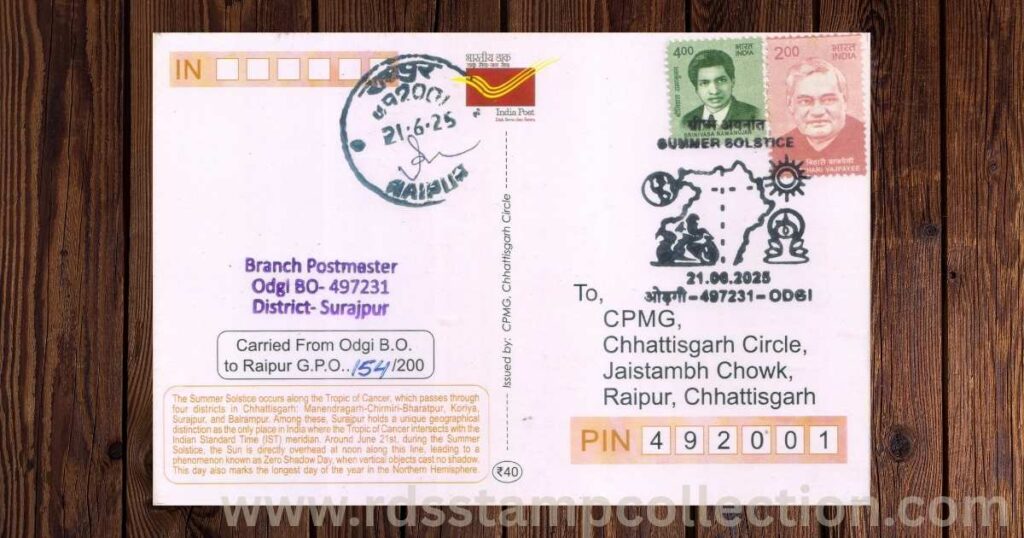 IN
रायपुर
492001
21.6.25
RAIPUR
भारतीय डाक
India Post
400
भारत
INDIA
SRINIVASA RAMANUJAN
200
भारत
INDIA
बिहारी वाजपेयी
HARI VAJPAYEE
ग्रीष्म अयनांत
SUMMER SOLSTICE
21.06.2025
ओड़गी-497231-ODGI
Branch Postmaster
Odgi BO- 497231
District- Surajpur
Carried From Odgi B.O.
to Raipur G.P.O..154/200
The Summer Solstice occurs along the Tropic of Cancer, which passes through
four districts in Chhattisgarh: Manendragarh-Chirmiri-Bharatpur, Koriya,
Surajpur, and Balrampur. Among these, Surajpur holds a unique geographical
distinction as the only place in India where the Tropic of Cancer intersects with the
Indian Standard Time (IST) meridian. Around June 21st, during the Summer
Solstice, the Sun is directly overhead at noon along this line, leading to a
phenomenon known as Zero Shadow Day, when vertical objects cast no shadow.
This day also marks the longest day of the year in the Northern Hemisphere.
Issued by: CPMG, Chhattisgarh Circle
₹40
To,
CPMG,
Chhattisgarh Circle,
Jaistambh Chowk,
Raipur, Chhattisgarh
PIN 492001
www.rdsstampcollection.com